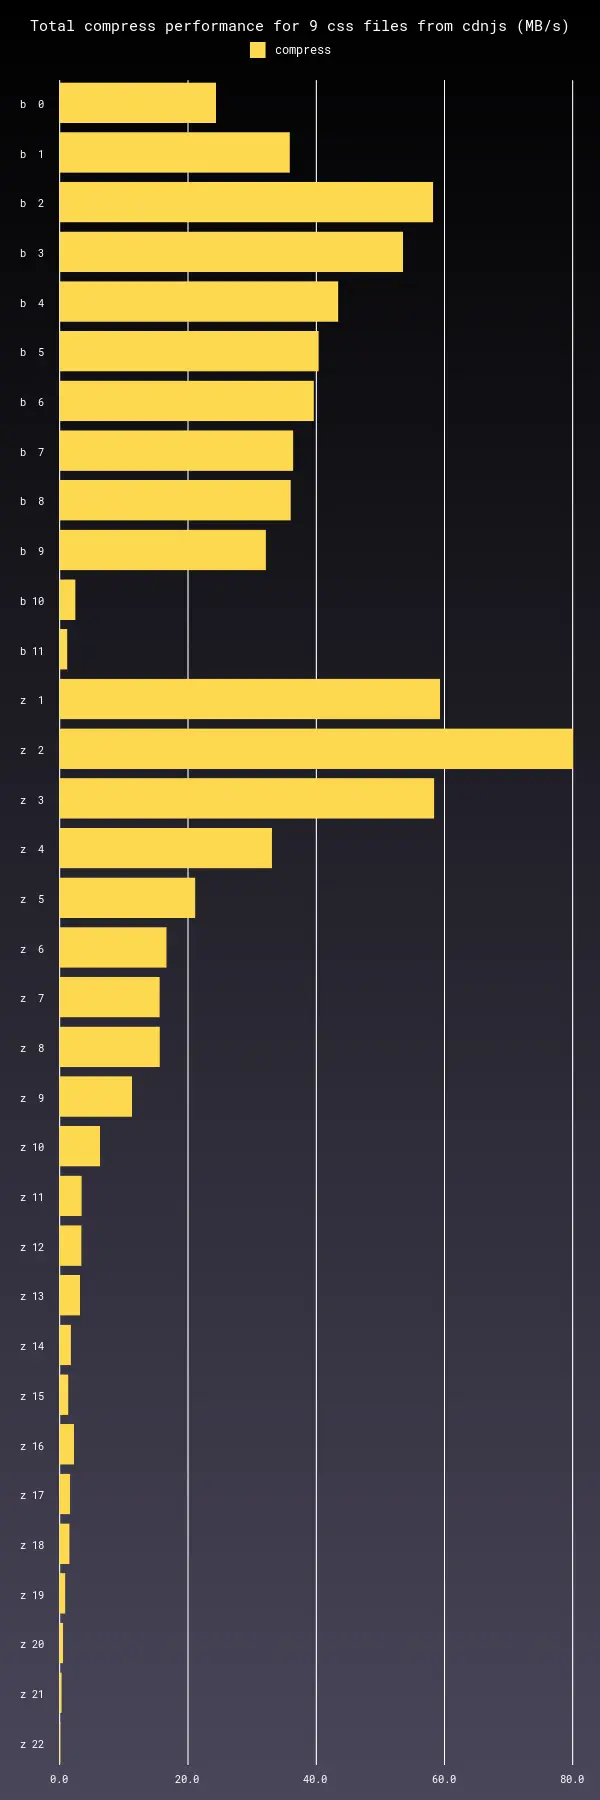 Total compress performance for 9 css files from cdnjs (MB/s)
compress
b 0
b 1
b 2
b 3
b 4
b 5
b 6
b 7
b 8
b 9
b 10
b 11
z 1
z 2
z 3
z 4
z 5
z 6
z 7
z 8
z 9
z 10
z 11
z 12
z 13
z 14
z 15
z 16
z 17
z 18
z 19
z 20
z 21
z 22
0.0 20.0 40.0 60.0 80.0